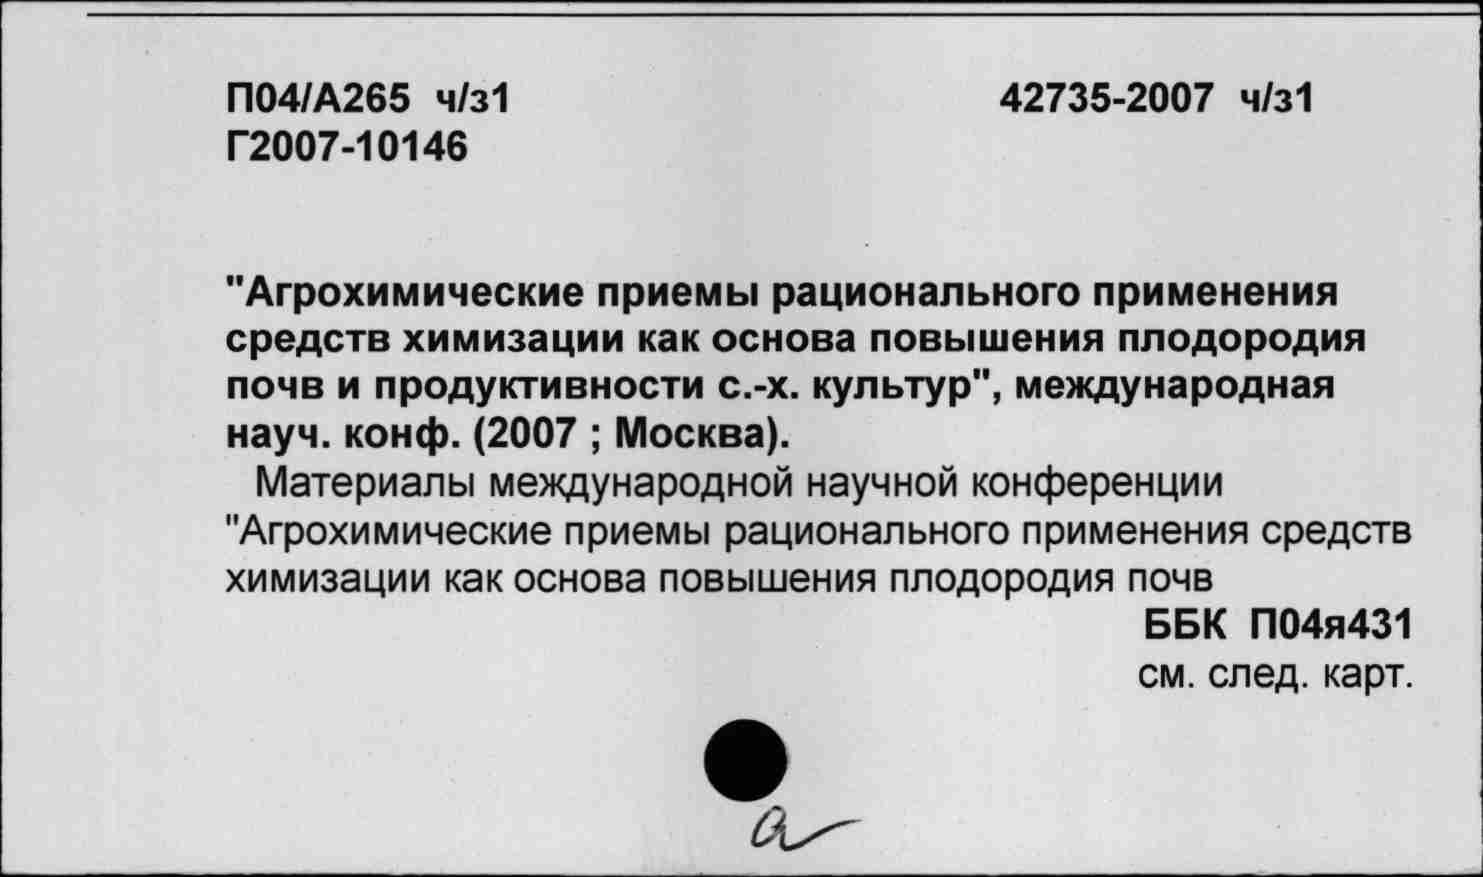 П04/А265 ч/з1 42735-2007 ч/з1
Г2007-10146
"Агрохимические приемы рационального применения
средств химизации как основа повышения плодородия
почв и продуктивности с.-х. культур", международная
науч. конф. (2007 ; Москва).
Материалы международной научной конференции
"Агрохимические приемы рационального применения средств
химизации как основа повышения плодородия почв
ББК П04я431
см. след. карт.